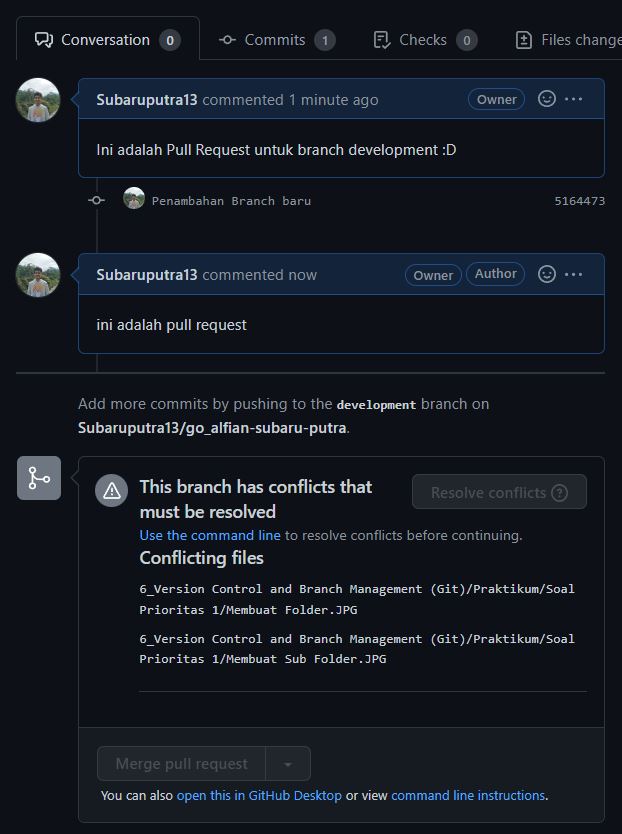 Conversation 0 Commits 1 Checks 0 Files change
Subaruputra13 commented 1 minute ago Owner
Ini adalah Pull Request untuk branch development :D
Penambahan Branch baru 5164473
Subaruputra13 commented now Owner Author
ini adalah pull request
Add more commits by pushing to the development branch on
Subaruputra13/go_alfian-subaru-putra.
This branch has conflicts that
must be resolved
Resolve conflicts
Use the command line to resolve conflicts before continuing.
Conflicting files
6_Version Control and Branch Management (Git)/Praktikum/Soal
Prioritas 1/Membuat Folder.JPG
6_Version Control and Branch Management (Git)/Praktikum/Soal
Prioritas 1/Membuat Sub Folder.JPG
Merge pull request
You can also open this in GitHub Desktop or view command line instructions.